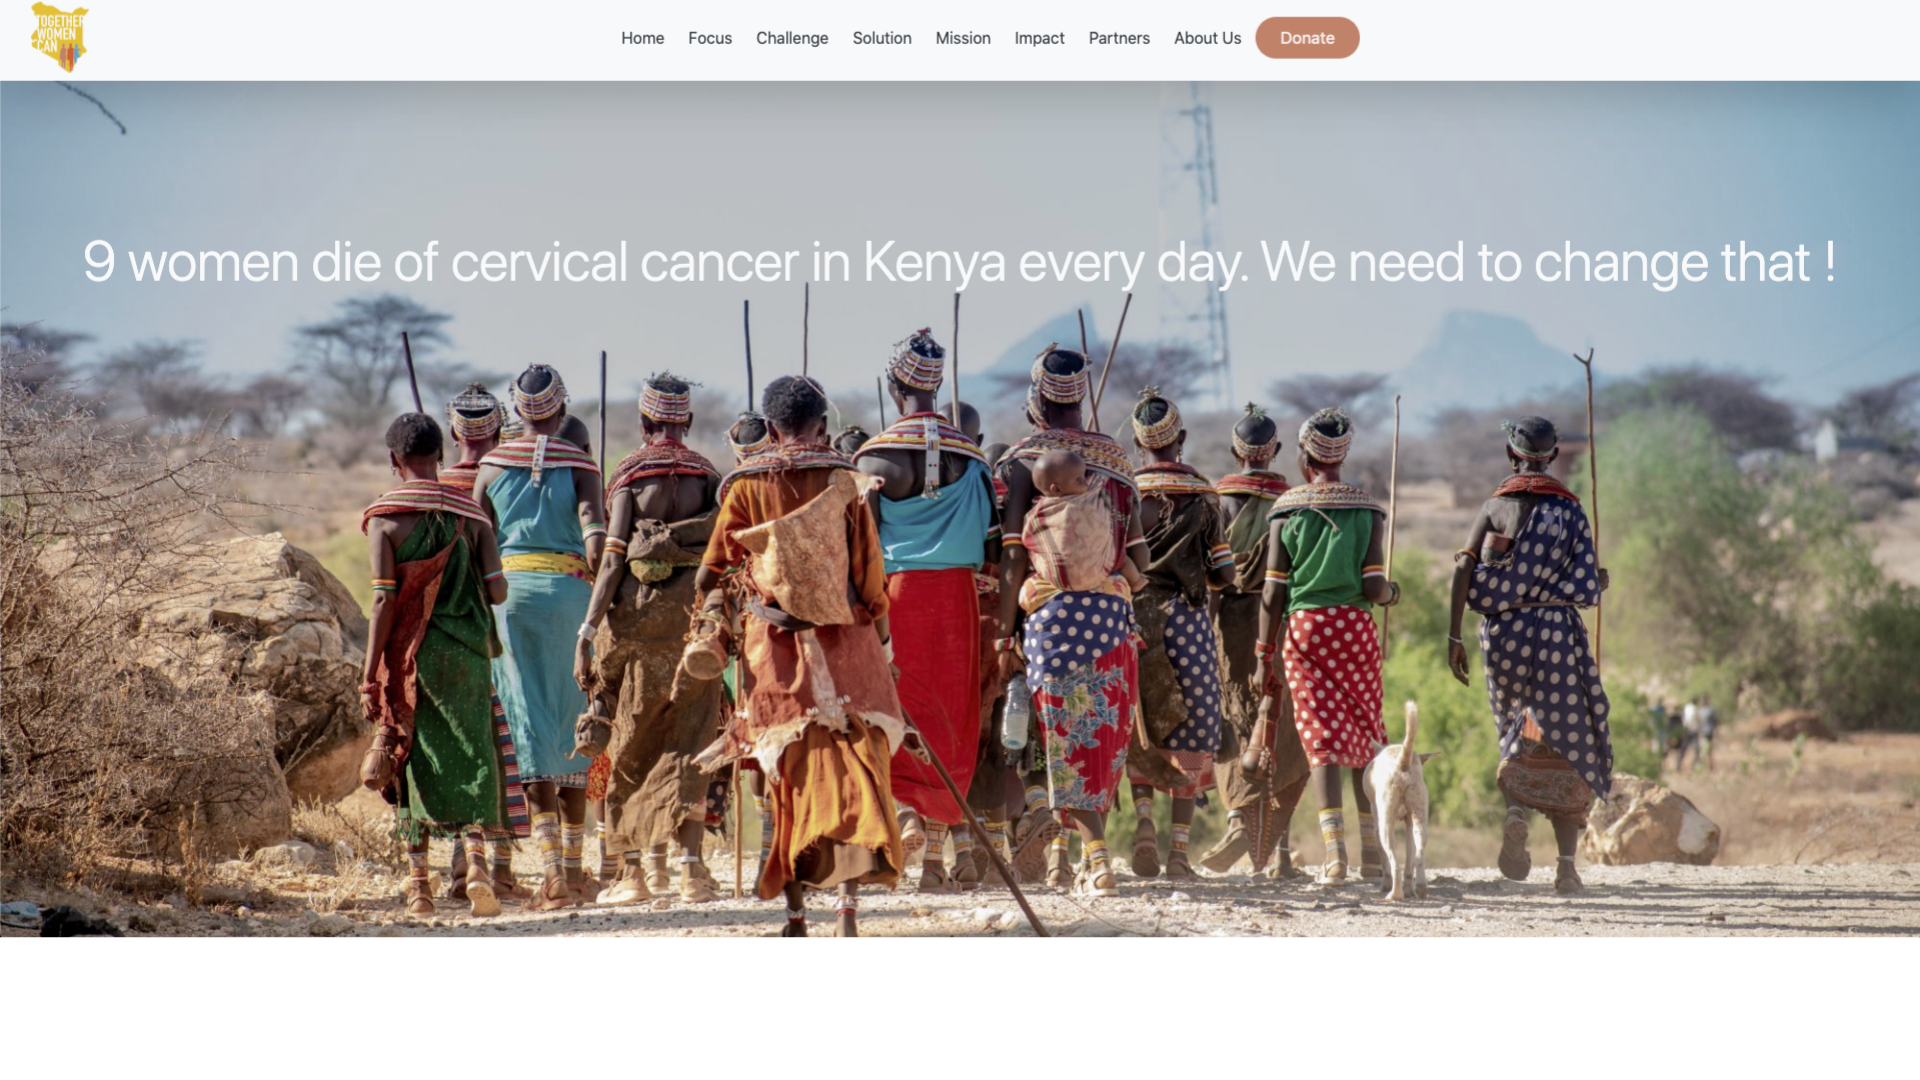 TOGETHER
WOMEN
CAN
Home Focus Challenge Solution Mission Impact Partners About Us Donate
9 women die of cervical cancer in Kenya every day. We need to change that !